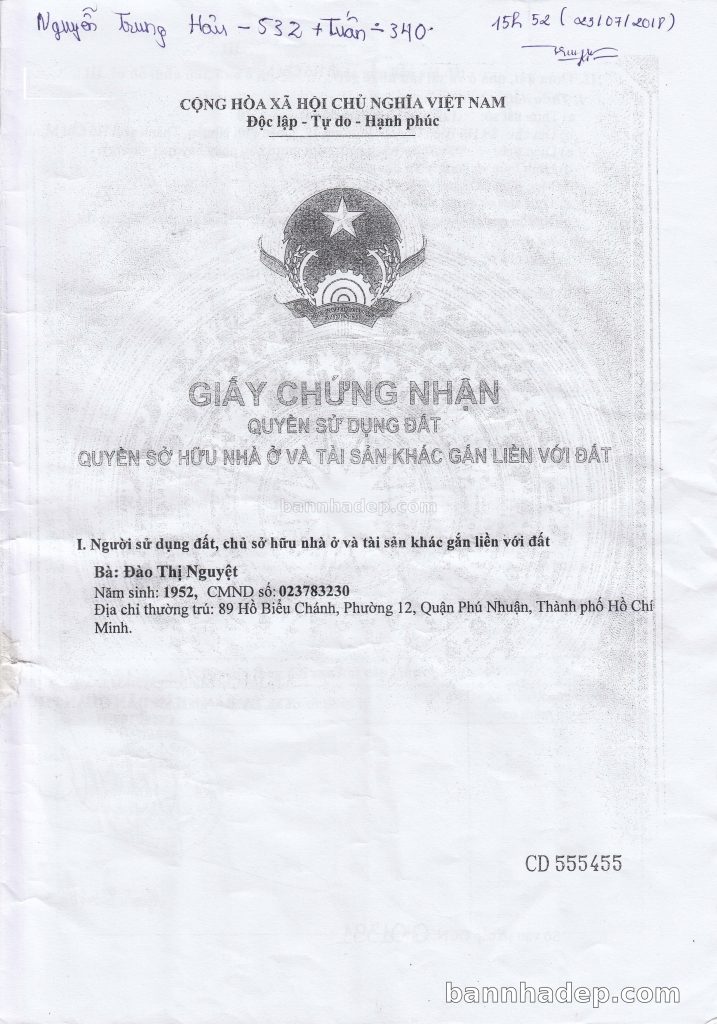 Nguyễn Trung Hậu - 532 + Tuấn - 340.
15h 52 (23/07/2018)
CỘNG HÒA XÃ HỘI CHỦ NGHĨA VIỆT NAM
Độc lập - Tự do - Hạnh phúc
GIẤY CHỨNG NHẬN
QUYỀN SỬ DỤNG ĐẤT
QUYỀN SỞ HỮU NHÀ Ở VÀ TÀI SẢN KHÁC GẮN LIỀN VỚI ĐẤT
bannhadep.com
I. Người sử dụng đất, chủ sở hữu nhà ở và tài sản khác gắn liền với đất
Bà: Đào Thị Nguyệt
Năm sinh: 1952, CMND số: 023783230
Địa chỉ thường trú: 89 Hồ Biểu Chánh, Phường 12, Quận Phú Nhuận, Thành phố Hồ Chí
Minh.
CD 555455
bannhadep.com